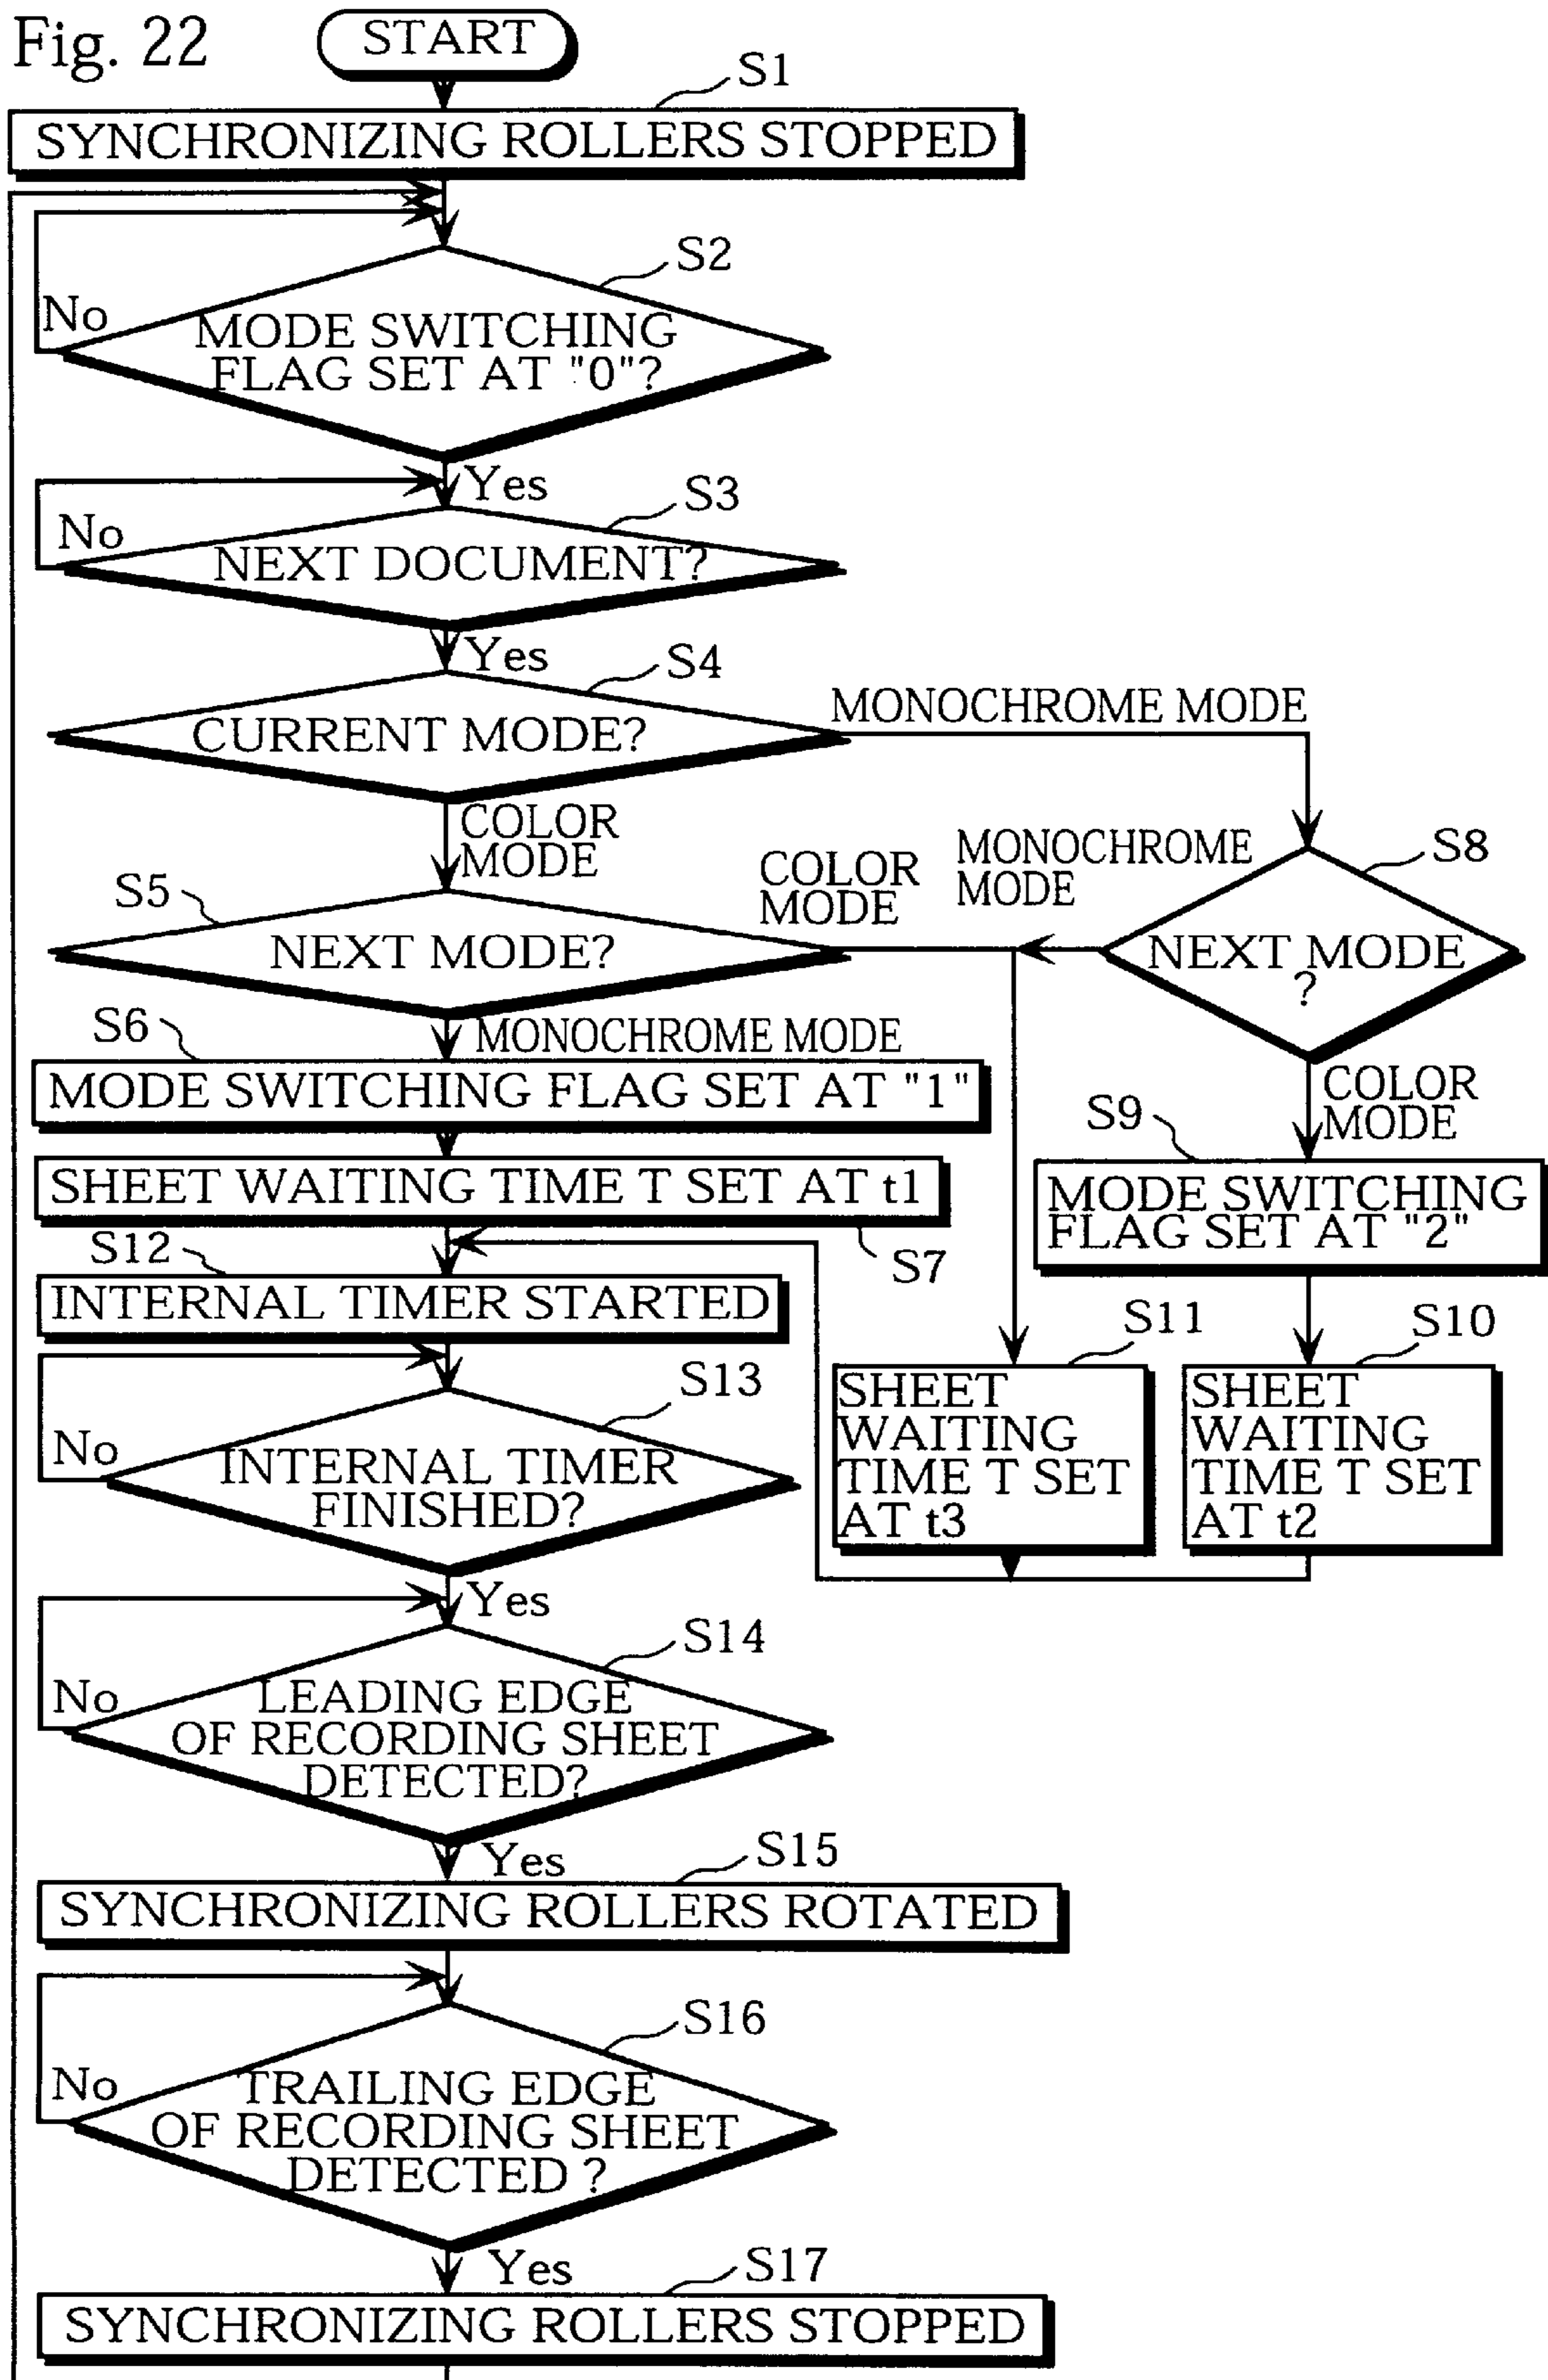 Fig. 22
START
S1
SYNCHRONIZING ROLLERS STOPPED
S2
No
MODE SWITCHING
FLAG SET AT "0"?
Yes
S3
No
NEXT DOCUMENT?
Yes
S4
MONOCHROME MODE
CURRENT MODE?
COLOR
MODE
S5
NEXT MODE?
COLOR
MODE
MONOCHROME
MODE
S8
NEXT MODE
?
S6
MONOCHROME MODE
MODE SWITCHING FLAG SET AT "1"
COLOR
MODE
S9
SHEET WAITING TIME T SET AT t1
S7
MODE SWITCHING
FLAG SET AT "2"
S12
INTERNAL TIMER STARTED
S11
S10
SHEET
WAITING
TIME T SET
AT t3
SHEET
WAITING
TIME T SET
AT t2
S13
No
INTERNAL TIMER
FINISHED?
Yes
S14
No
LEADING EDGE
OF RECORDING SHEET
DETECTED?
Yes
S15
SYNCHRONIZING ROLLERS ROTATED
S16
No
TRAILING EDGE
OF RECORDING SHEET
DETECTED ?
Yes
S17
SYNCHRONIZING ROLLERS STOPPED